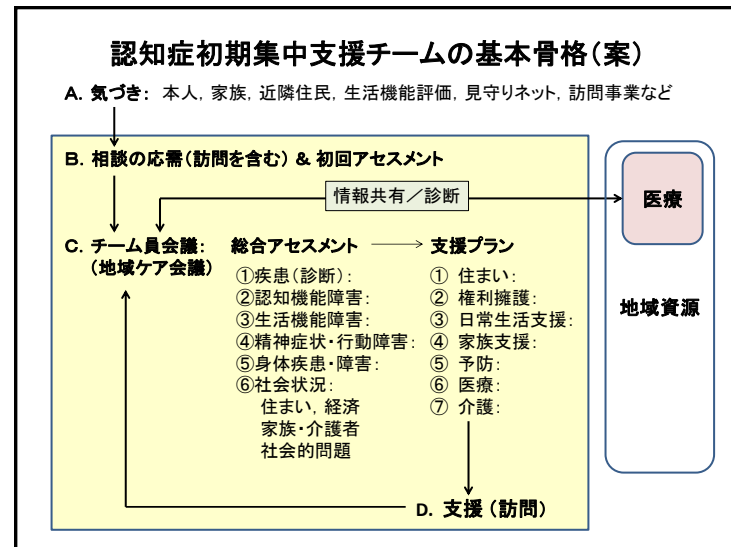 認知症初期集中支援チームの基本骨格（案）
A. 気づき： 本人，家族，近隣住民，生活機能評価，見守りネット，訪問事業など
B. 相談の応需（訪問を含む） & 初回アセスメント
情報共有／診断
医療
地域資源
C. チーム員会議：
（地域ケア会議）
総合アセスメント
①疾患（診断）：
②認知機能障害：
③生活機能障害：
④精神症状・行動障害：
⑤身体疾患・障害：
⑥社会状況：
住まい，経済
家族・介護者
社会的問題
支援プラン
① 住まい：
② 権利擁護：
③ 日常生活支援：
④ 家族支援：
⑤ 予防：
⑥ 医療：
⑦ 介護：
D. 支援（訪問）